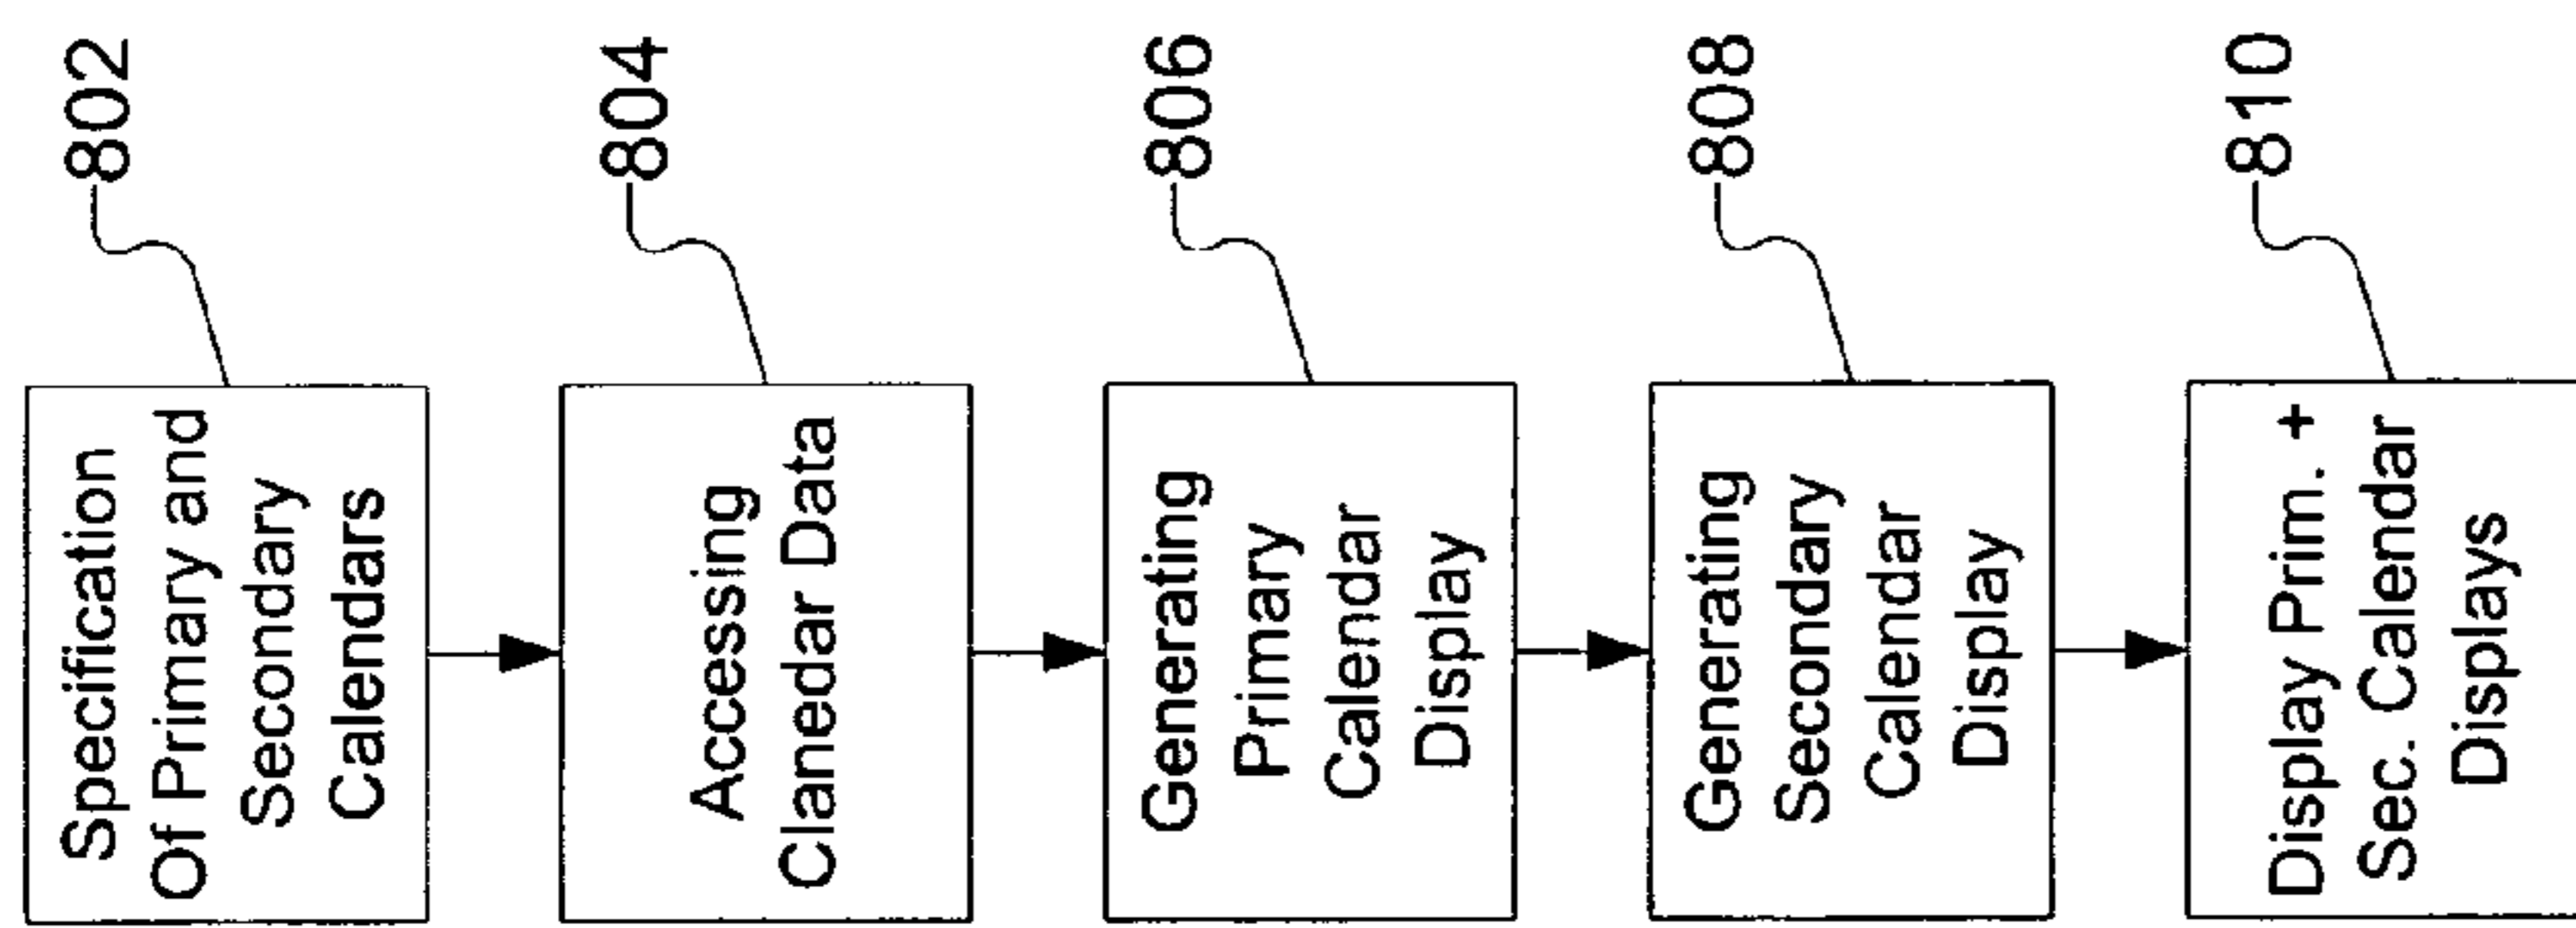 802
Specification
Of Primary and
Secondary
Calendars
804
Accessing
Clanedar Data
806
Generating
Primary
Calendar
Display
808
Generating
Secondary
Calendar
Display
810
Display Prim. +
Sec. Calendar
Displays